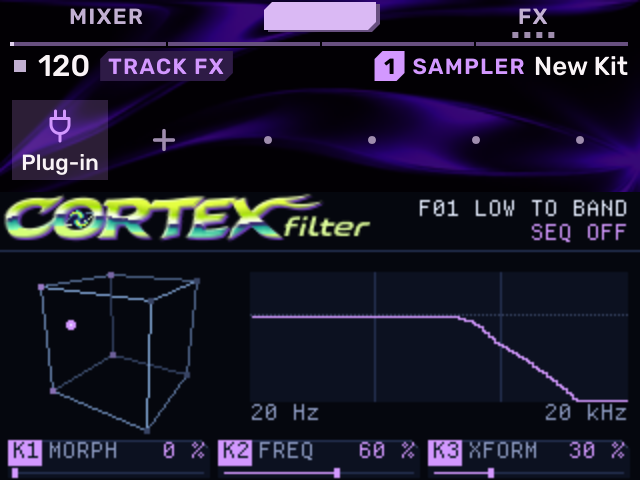 MIXER FX
120 TRACK FX 1 SAMPLER New Kit
Plug-in
CORTEX filter
F01 LOW TO BAND
SEQ OFF
20 Hz 20 kHz
K1 MORPH 0 % K2 FREQ 60 % K3 XFORM 30 %